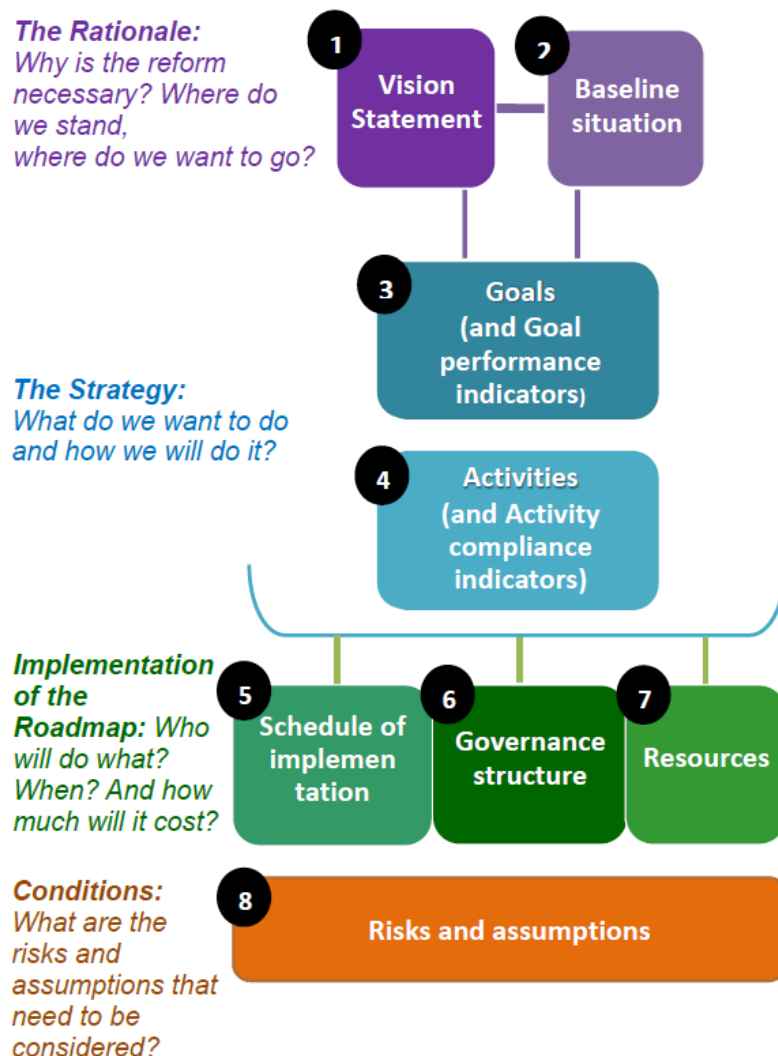 The Rationale:
Why is the reform
necessary? Where do
we stand,
where do we want to go?
1
Vision
Statement
2
Baseline
situation
3
Goals
(and Goal
performance
indicators)
The Strategy:
What do we want to do
and how we will do it?
4
Activities
(and Activity
compliance
indicators)
Implementation
of the
Roadmap: Who
will do what?
When? And how
much will it cost?
5
Schedule of
implemen
tation
6
Governance
structure
7
Resources
Conditions:
What are the
risks and
assumptions that
need to be
considered?
8
Risks and assumptions